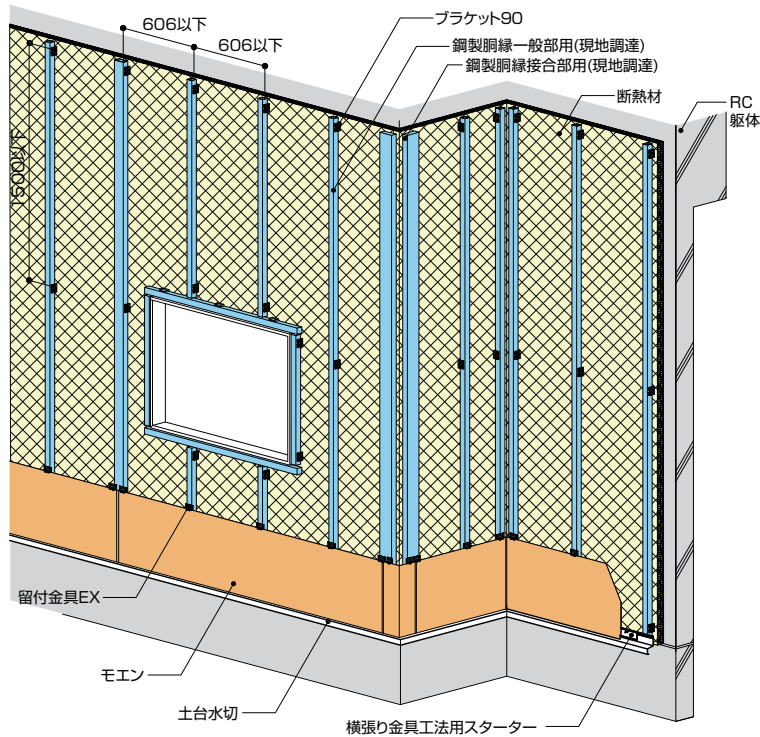 606以下
606以下
ブラケット90
鋼製胴縁一般部用(現地調達)
鋼製胴縁接合部用(現地調達)
断熱材
RC
躯体
1500以下
留付金具EX
モエン
土台水切
横張り金具工法用スターター